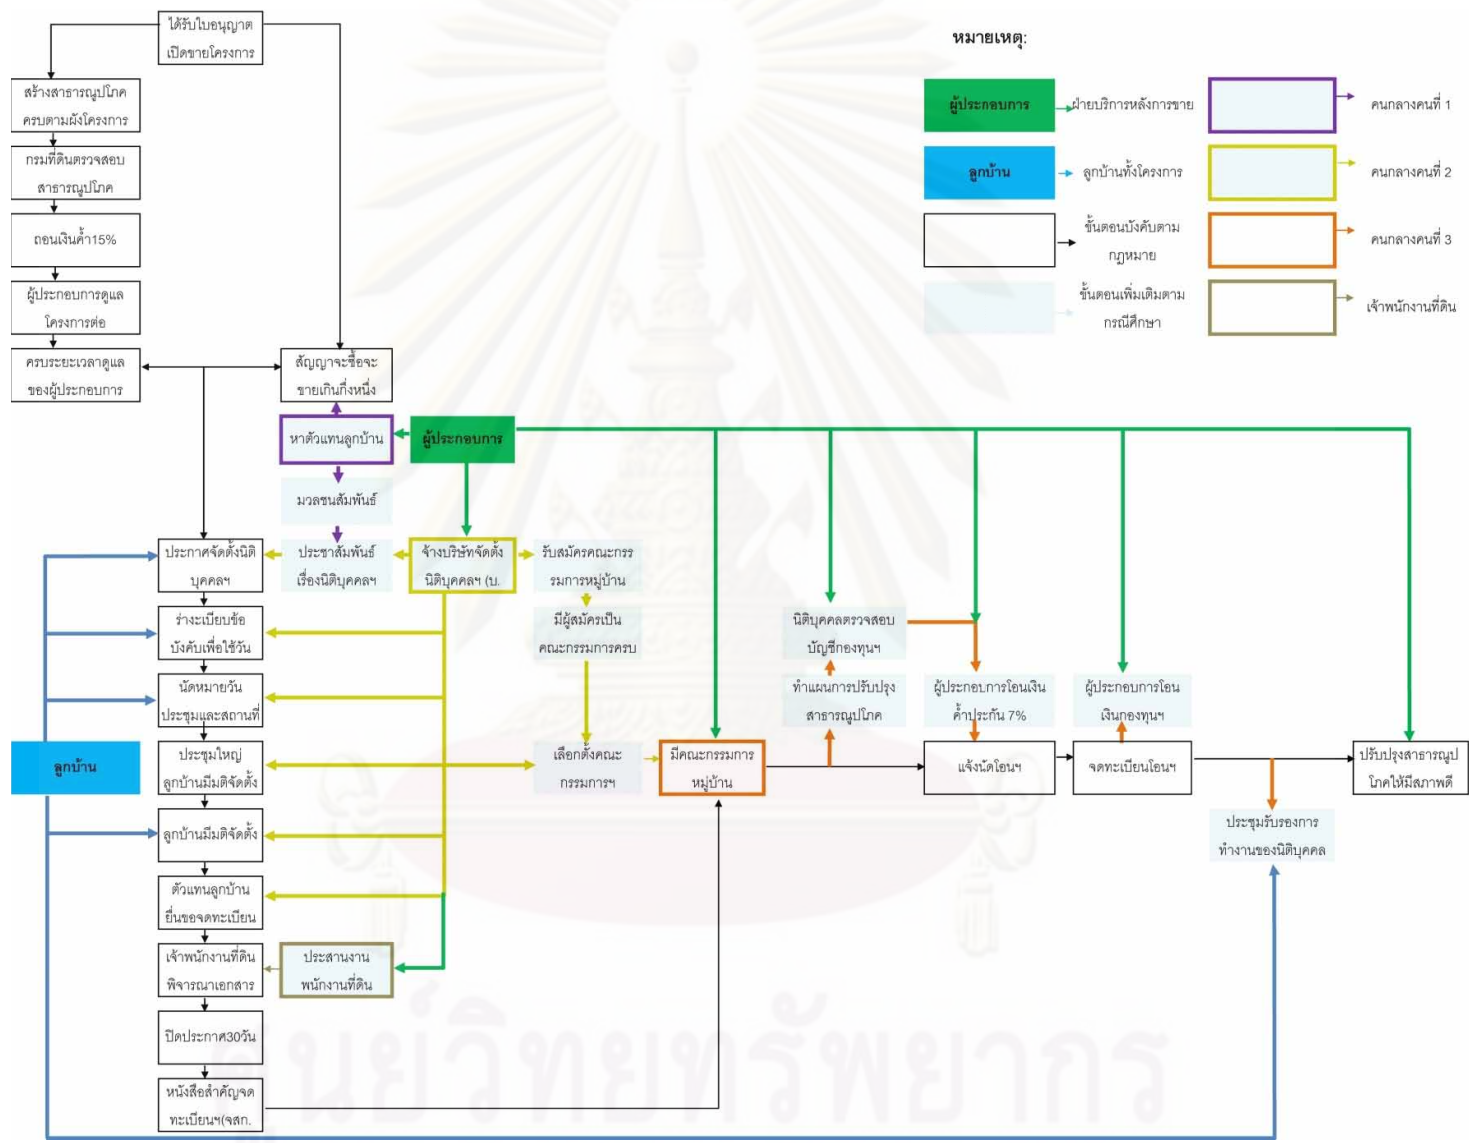 ได้รับใบอนุญาต
เปิดขายโครงการ
หมายเหตุ:
สร้างสาธารณูปโภค
ครบตามผังโครงการ
กรมที่ดินตรวจสอบ
สาธารณูปโภค
ถอนเงินค้ำ15%
ผู้ประกอบการดูแล
โครงการต่อ
ครบระยะเวลาดูแล
ของผู้ประกอบการ
สัญญาจะซื้อจะ
ขายเกินกึ่งหนึ่ง
ผู้ประกอบการ
ฝ่ายบริการหลังการขาย
คนกลางคนที่ 1
ลูกบ้าน
ลูกบ้านทั้งโครงการ
คนกลางคนที่ 2
ขั้นตอนบังคับตาม
กฎหมาย
คนกลางคนที่ 3
ขั้นตอนเพิ่มเติมตาม
กรณีศึกษา
เจ้าพนักงานที่ดิน
หาตัวแทนลูกบ้าน
ผู้ประกอบการ
มวลชนสัมพันธ์
ประกาศจัดตั้งนิติ
บุคคลฯ
ประชาสัมพันธ์
เรื่องนิติบุคคลฯ
จ้างบริษัทจัดตั้ง
นิติบุคคลฯ (บ.
รับสมัครคณะกร
รมการหมู่บ้าน
ร่างะเบียบข้อ
บังคับเพื่อใช้วัน
มีผู้สมัครเป็น
คณะกรรมการครบ
นิติบุคคลตรวจสอบ
บัญชีกองทุนฯ
นัดหมายวัน
ประชุมและสถานที่
ทำแผนการปรับปรุง
สาธารณูปโภค
ผู้ประกอบการโอนเงิน
ค้ำประกัน 7%
ผู้ประกอบการโอน
เงินกองทุนฯ
ลูกบ้าน
ประชุมใหญ่
ลูกบ้านมีมติจัดตั้ง
เลือกตั้งคณะ
กรรมการฯ
มีคณะกรรมการ
หมู่บ้าน
แจ้งนัดโอนฯ
จดทะเบียนโอนฯ
ปรับปรุงสาธารณูป
โภคให้มีสภาพดี
ลูกบ้านมีมติจัดตั้ง
ประชุมรับรองการ
ทำงานของนิติบุคคล
ตัวแทนลูกบ้าน
ยื่นขอจดทะเบียน
เจ้าพนักงานที่ดิน
พิจารณาเอกสาร
ประสานงาน
พนักงานที่ดิน
ปิดประกาศ30วัน
หนังสือสำคัญจด
ทะเบียนฯ(จสก.
ศูนย์วิทยทรัพยากร